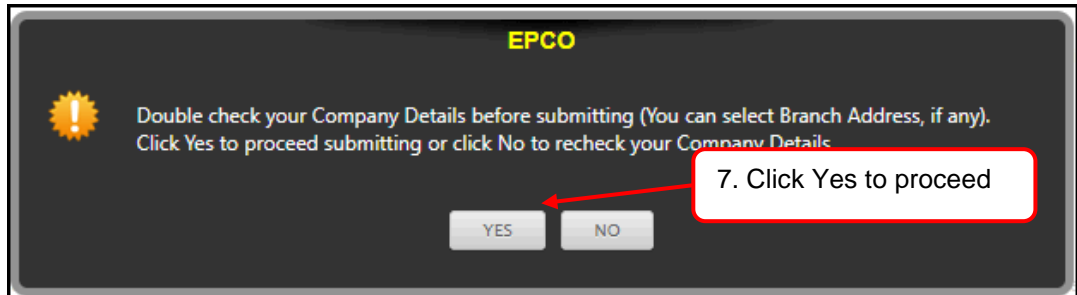 EPCO
Double check your Company Details before submitting (You can select Branch Address, if any).
Click Yes to proceed submitting or click No to recheck your Company Details
7. Click Yes to proceed
YES NO